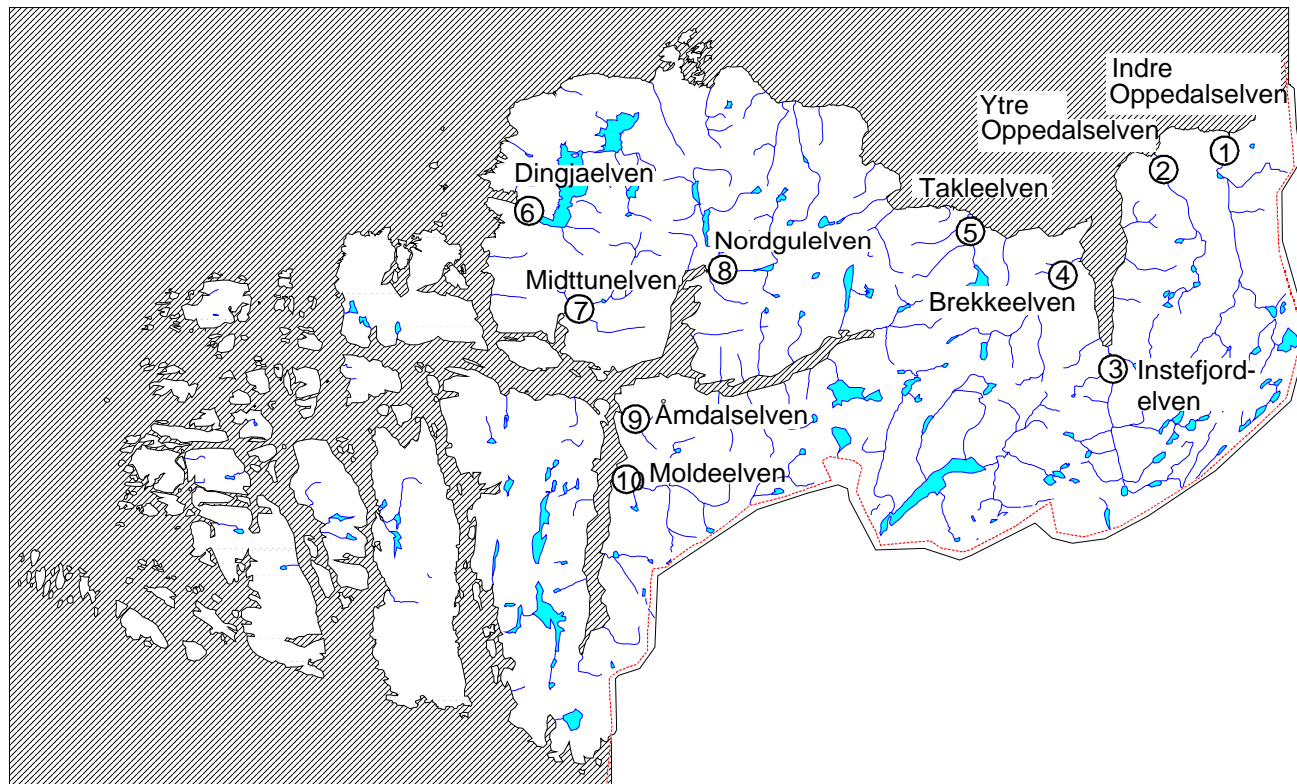 Indre
Oppedalselven
Ytre
Oppedalselven
1
2
Dingjaelven
Takleelven
6
5
Nordgulelven
8
4
Midttunelven
Brekkeelven
7
3
Instefjord-
elven
9
Åmdalselven
10
Moldeelven